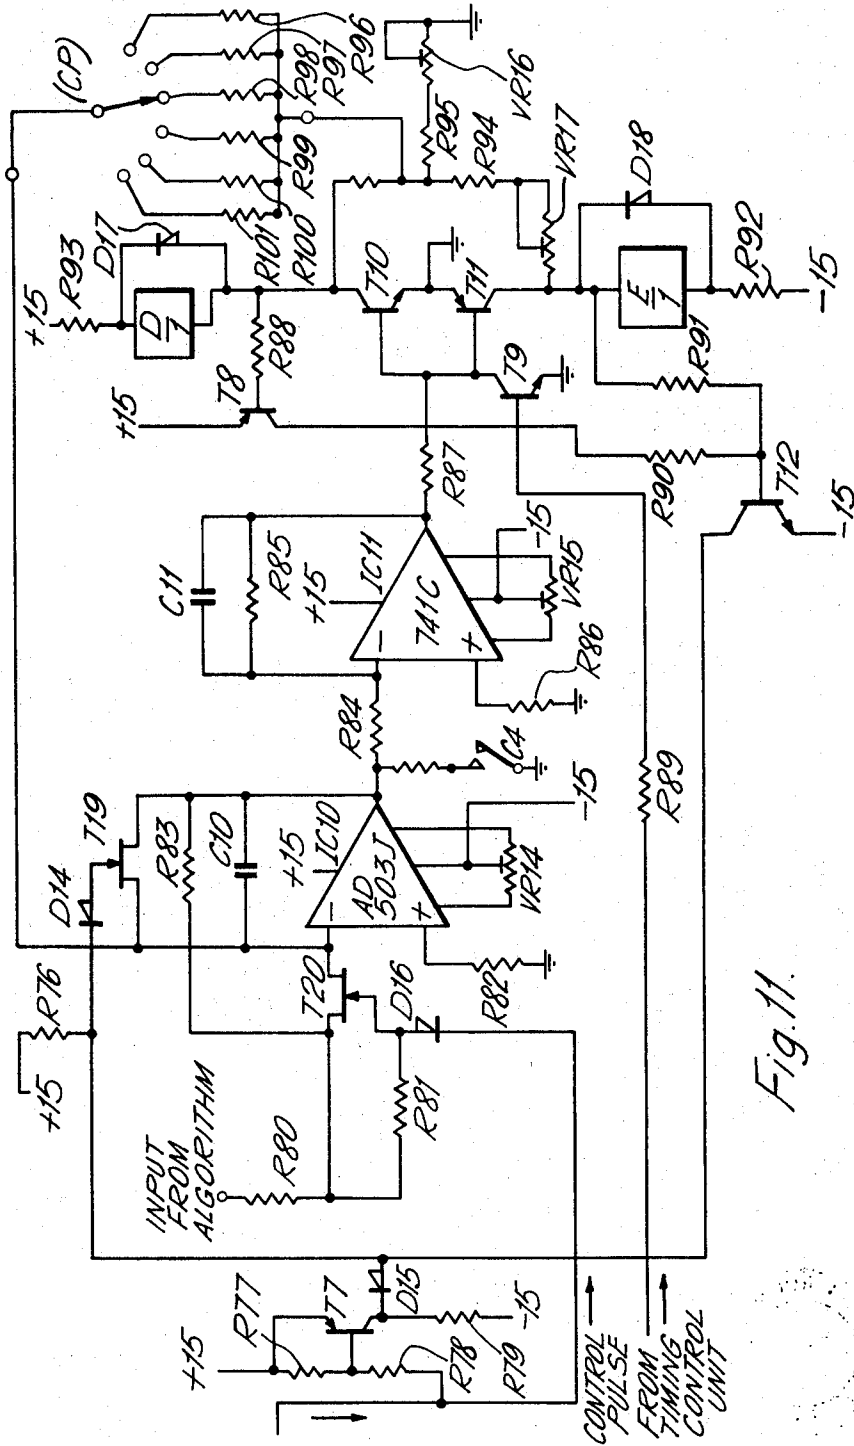 (CP)
R96
R97
R98
R99
R100
R101
+15
R93
D17
D
1
R88
T8
+15
T10
T11
T9
R95
VR16
R94
VR17
D18
E
1
R92
-15
R91
R90
T12
-15
R87
C11
R85
+15
IC11
741C
-
+
-15
VR15
R86
R84
C4
R89
T19
D14
R76
+15
R83
C10
+15
IC10
AD
503J
-
+
-15
VR14
R82
T20
D16
R81
R80
INPUT
FROM
ALGORITHM
+15
R77
T7
D15
R78
R79
-15
CONTROL
PULSE
FROM
TIMING
CONTROL
UNIT
Fig.11.